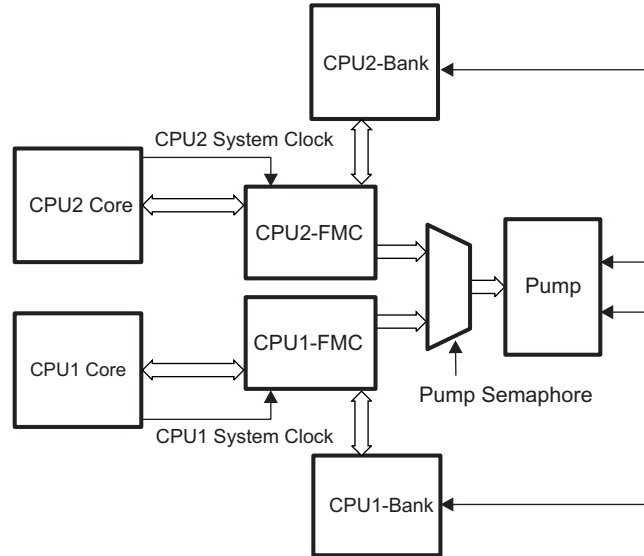 CPU2-Bank
CPU2 System Clock
CPU2 Core
CPU2-FMC
Pump
CPU1-FMC
CPU1 Core
Pump Semaphore
CPU1 System Clock
CPU1-Bank